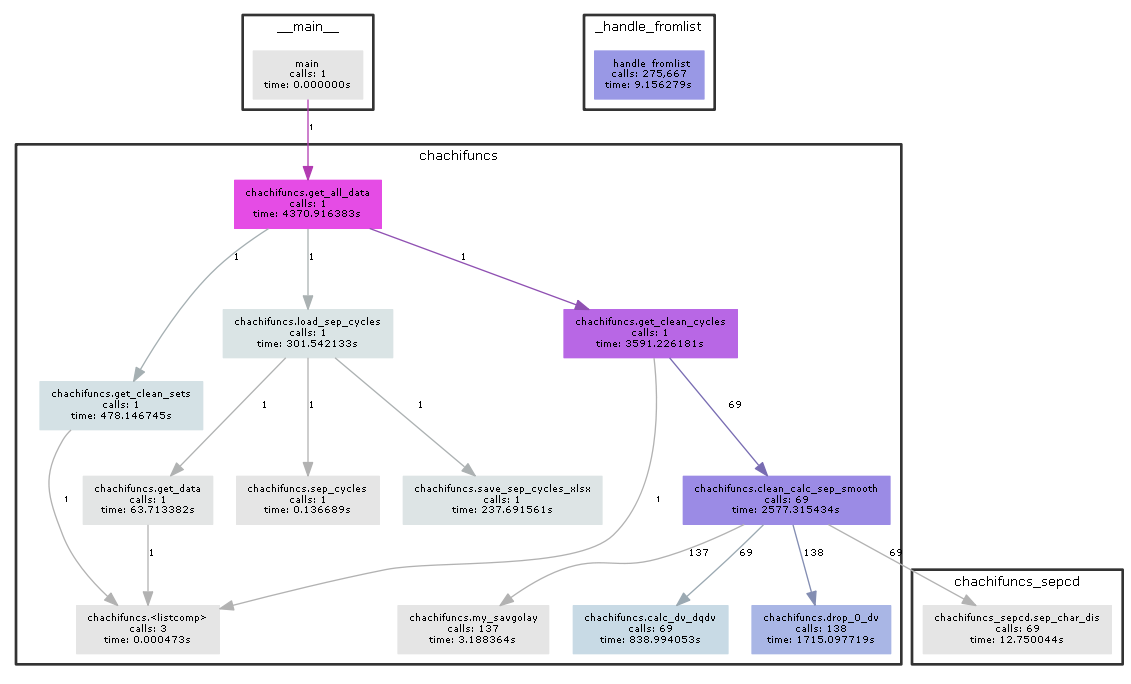 __main__
main
calls: 1
time: 0.000000s
_handle_fromlist
handle fromlist
calls: 275,667
time: 9.156279s
1
chachifuncs
chachifuncs.get_all_data
calls: 1
time: 4370.916383s
1
1
1
chachifuncs.load_sep_cycles
calls: 1
time: 301.542133s
chachifuncs.get_clean_cycles
calls: 1
time: 3591.226181s
chachifuncs.get_clean_sets
calls: 1
time: 478.146745s
1
1
1
69
chachifuncs.get_data
calls: 1
time: 63.713382s
chachifuncs.sep_cycles
calls: 1
time: 0.136689s
chachifuncs.save_sep_cycles_xlsx
calls: 1
time: 237.691561s
chachifuncs.clean_calc_sep_smooth
calls: 69
time: 2577.315434s
1
1
1
137
69
138
69
chachifuncs_sepcd
chachifuncs.<listcomp>
calls: 3
time: 0.000473s
chachifuncs.my_savgolay
calls: 137
time: 3.188364s
chachifuncs.calc_dv_dqdv
calls: 69
time: 838.994053s
chachifuncs.drop_0_dv
calls: 138
time: 1715.097719s
chachifuncs_sepcd.sep_char_dis
calls: 69
time: 12.750044s